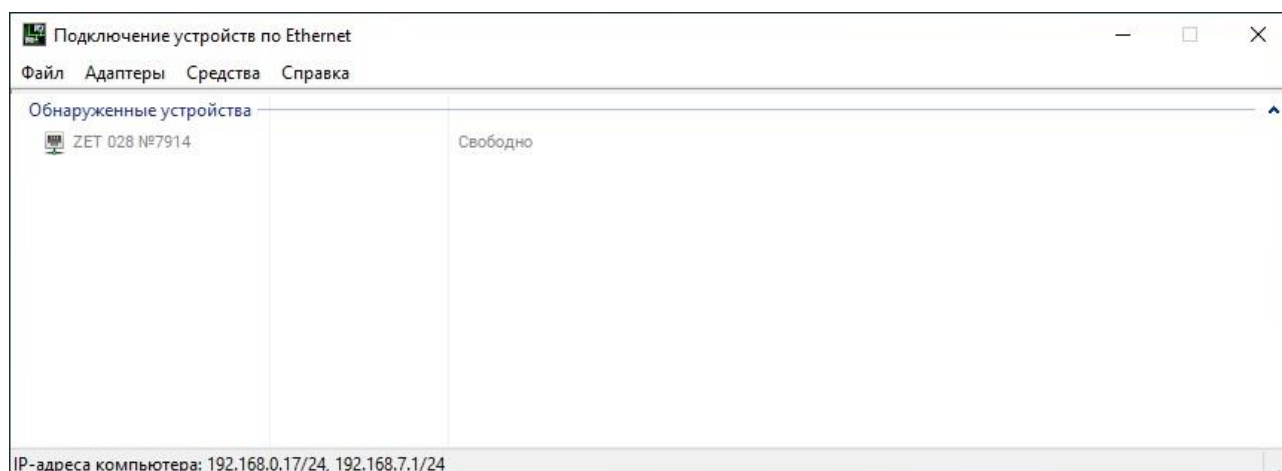 Подключение устройств по Ethernet
Файл Адаптеры Средства Справка
Обнаруженные устройства
ZET 028 №7914 Свободно
IP-адреса компьютера: 192.168.0.17/24, 192.168.7.1/24